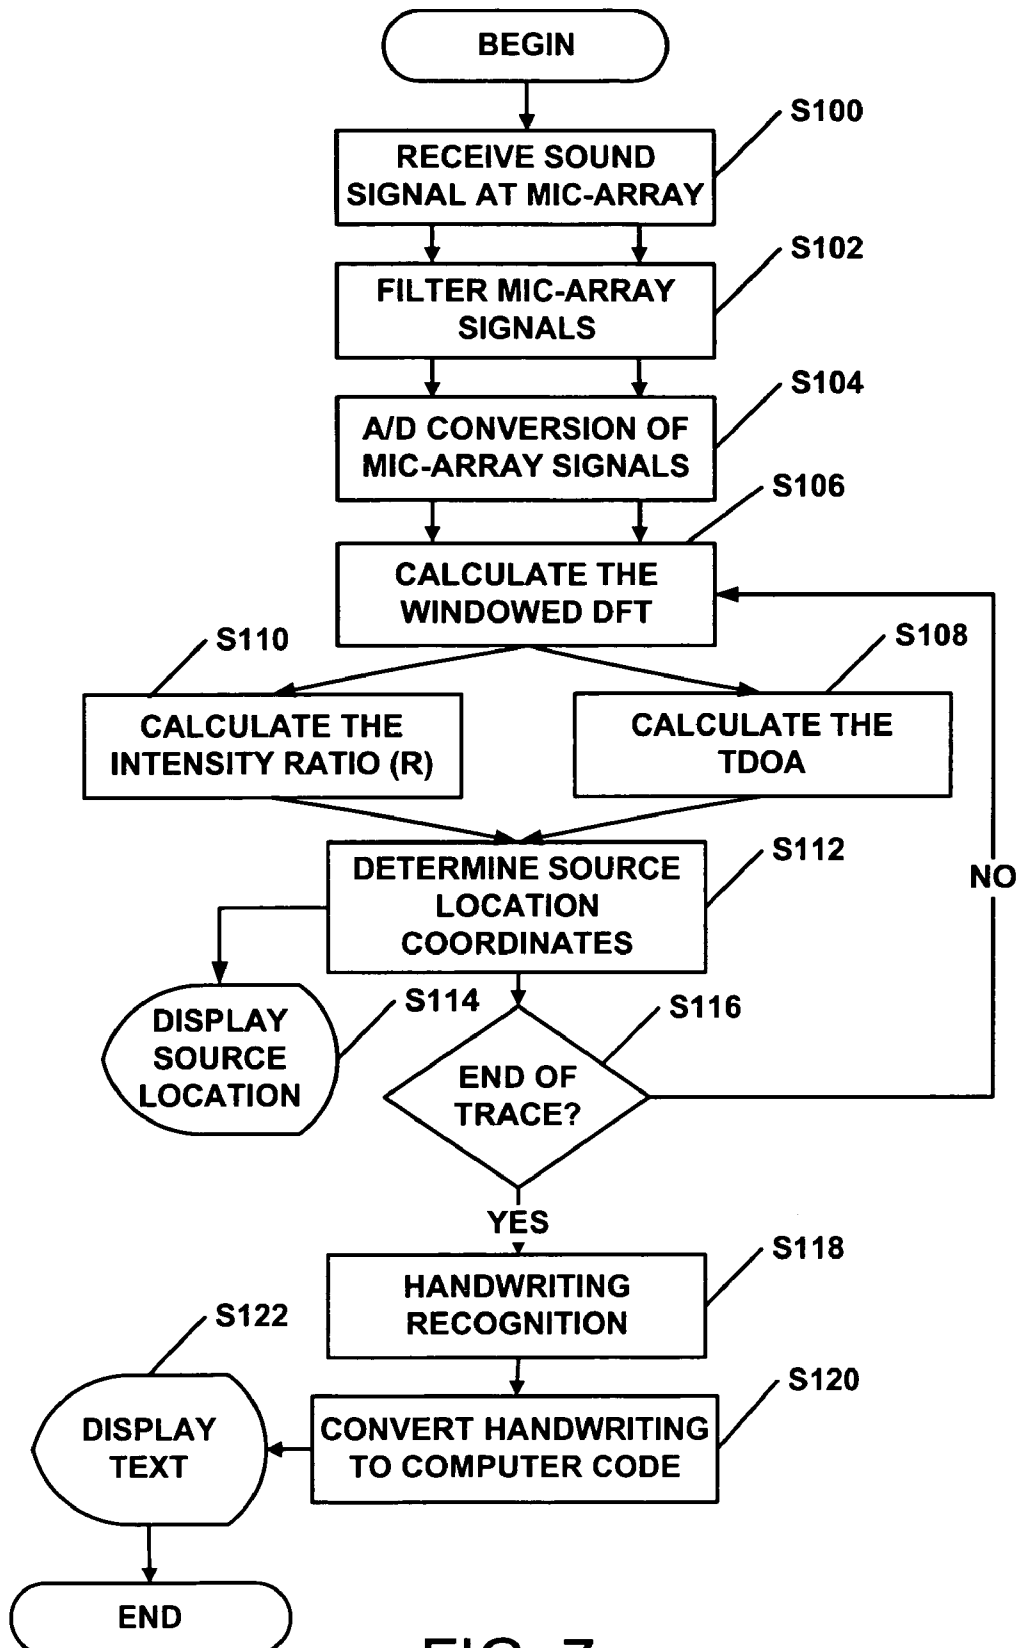 BEGIN
S100
RECEIVE SOUND
SIGNAL AT MIC-ARRAY
S102
FILTER MIC-ARRAY
SIGNALS
S104
A/D CONVERSION OF
MIC-ARRAY SIGNALS
S106
CALCULATE THE
WINDOWED DFT
S110
CALCULATE THE
INTENSITY RATIO (R)
S108
CALCULATE THE
TDOA
S112
DETERMINE SOURCE
LOCATION
COORDINATES
NO
S114
DISPLAY
SOURCE
LOCATION
S116
END OF
TRACE?
YES
S118
HANDWRITING
RECOGNITION
S120
CONVERT HANDWRITING
TO COMPUTER CODE
S122
DISPLAY
TEXT
END
FIG. 7